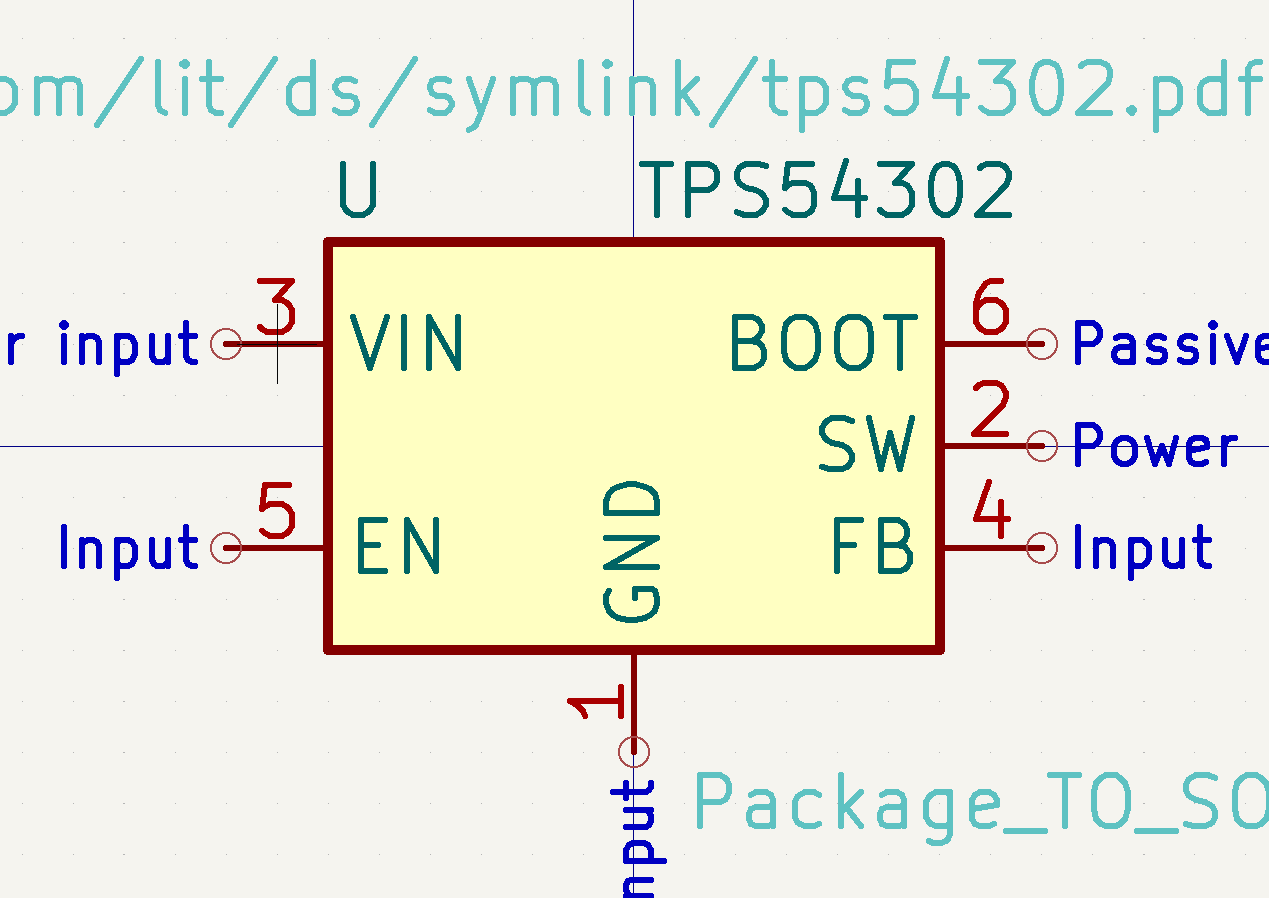 om/lit/ds/symlink/tps54302.pdf
U TPS54302
3 6
r input VIN BOOT Passive
2
SW Power
5 4
Input EN FB Input
GND
1
Package_TO_SO
nput